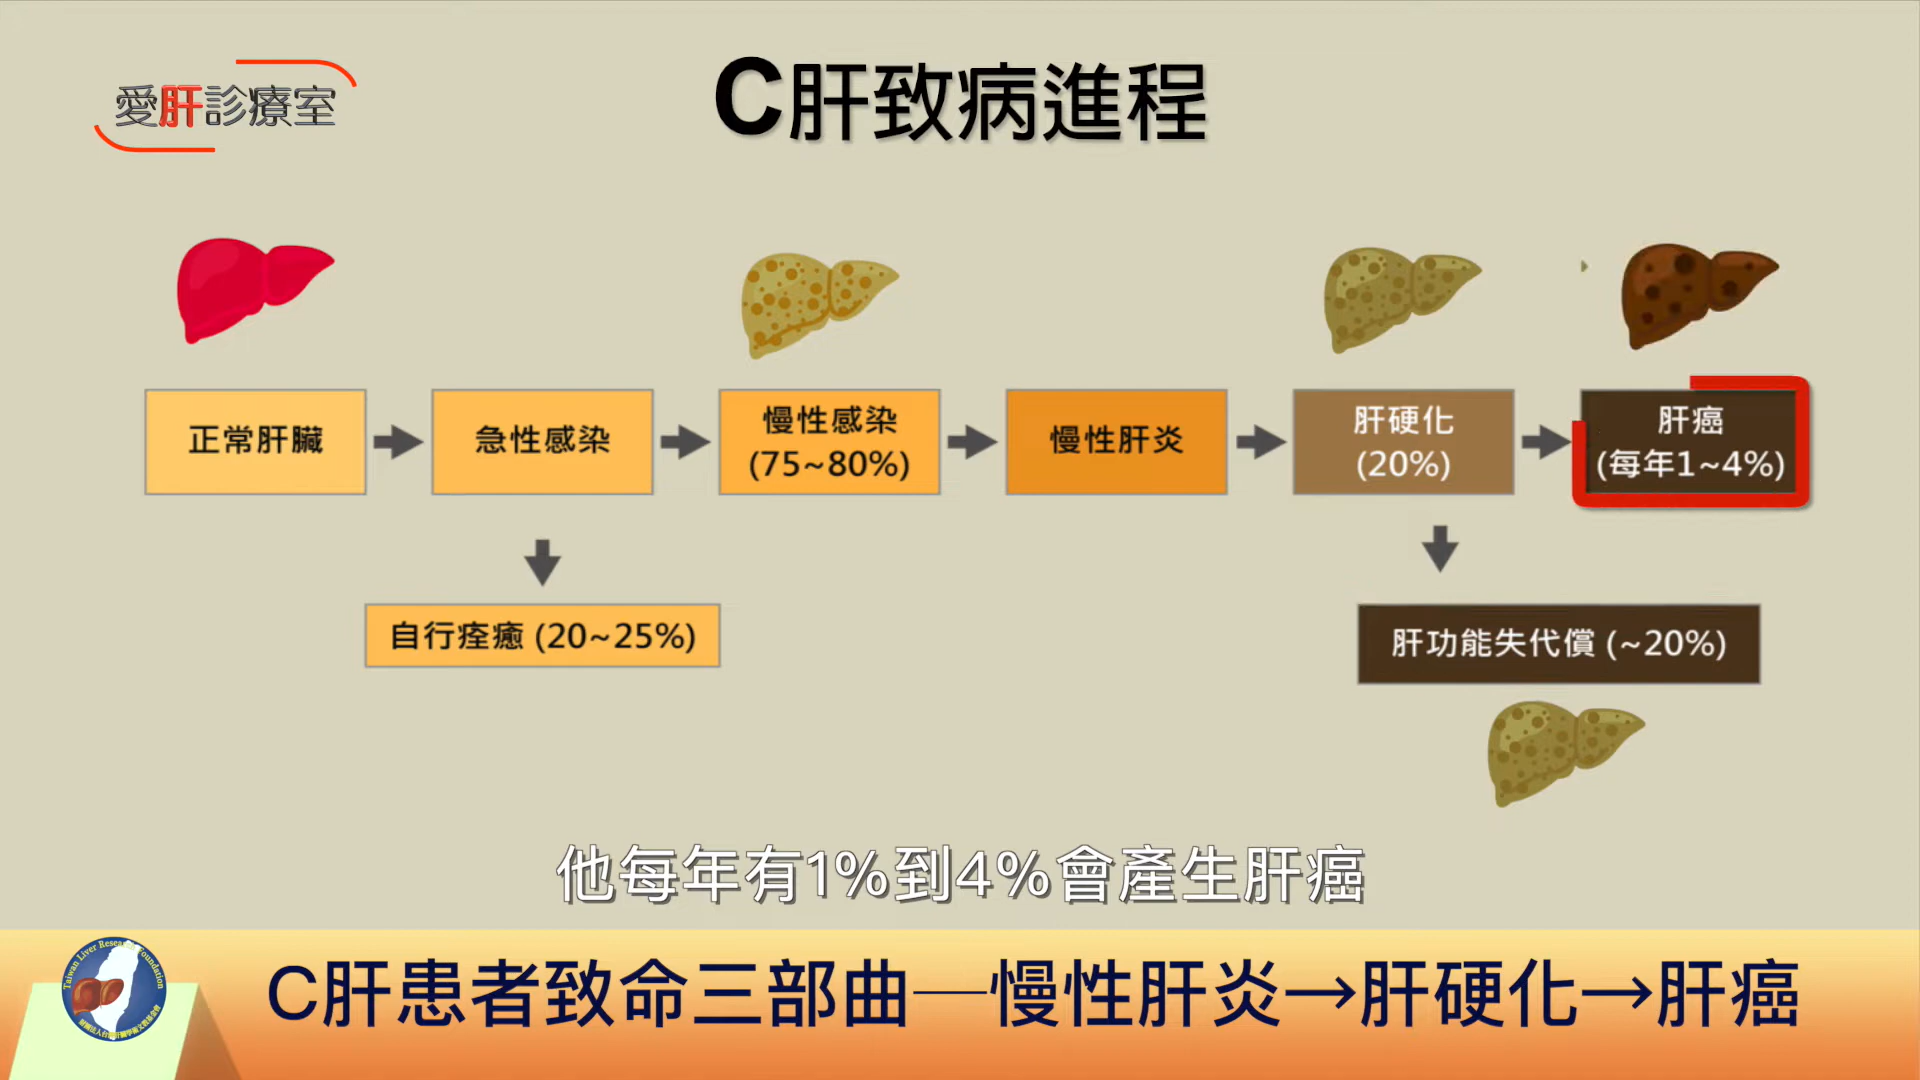 愛肝診療室
C肝致病進程
正常肝臟
急性感染
慢性感染
(75~80%)
慢性肝炎
肝硬化
(20%)
肝癌
(每年1~4%)
自行痊癒 (20~25%)
肝功能失代償 (~20%)
他每年有1%到4%會產生肝癌
Taiwan Liver Research Foundation
C肝患者致命三部曲—慢性肝炎→肝硬化→肝癌